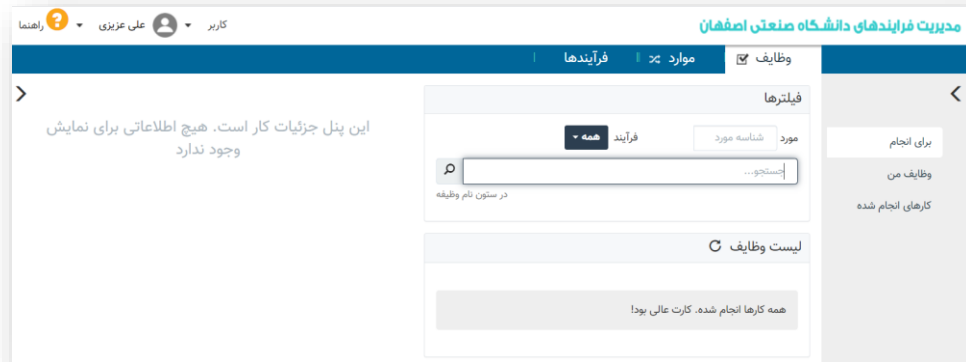 مدیریت فرایندهای دانشگاه صنعتی اصفهان
کاربر علی عزیزی ? راهنما
وظایف موارد فرآیندها
فیلترها
مورد شناسه مورد فرآیند همه
جستجو...
در ستون نام وظیفه
لیست وظایف
همه کارها انجام شده. کارت عالی بود!
برای انجام
وظایف من
کارهای انجام شده
این پنل جزئیات کار است. هیچ اطلاعاتی برای نمایش
وجود ندارد